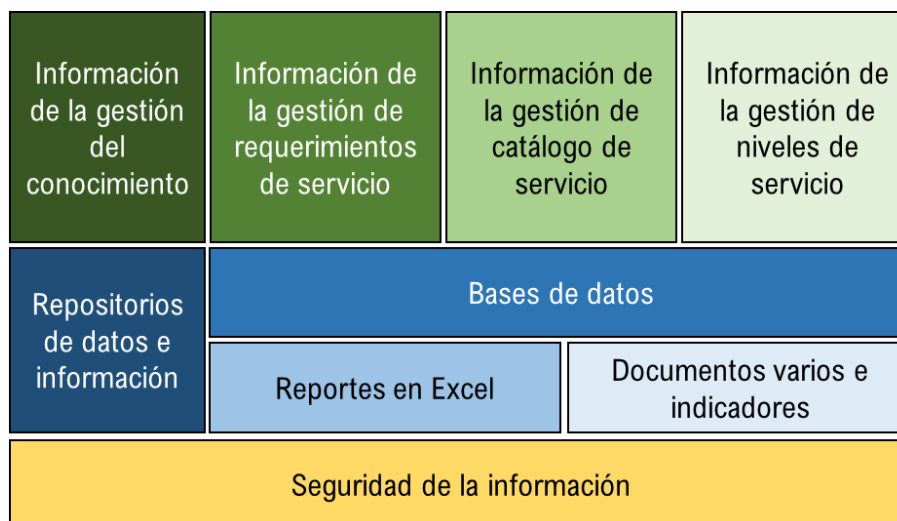 Información
de la gestión
del
conocimiento
Información de
la gestión de
requerimientos
de servicio
Información de
la gestión de
catálogo de
servicio
Información de
la gestión de
niveles de
servicio
Repositorios
de datos e
información
Bases de datos
Reportes en Excel
Documentos varios e
indicadores
Seguridad de la información